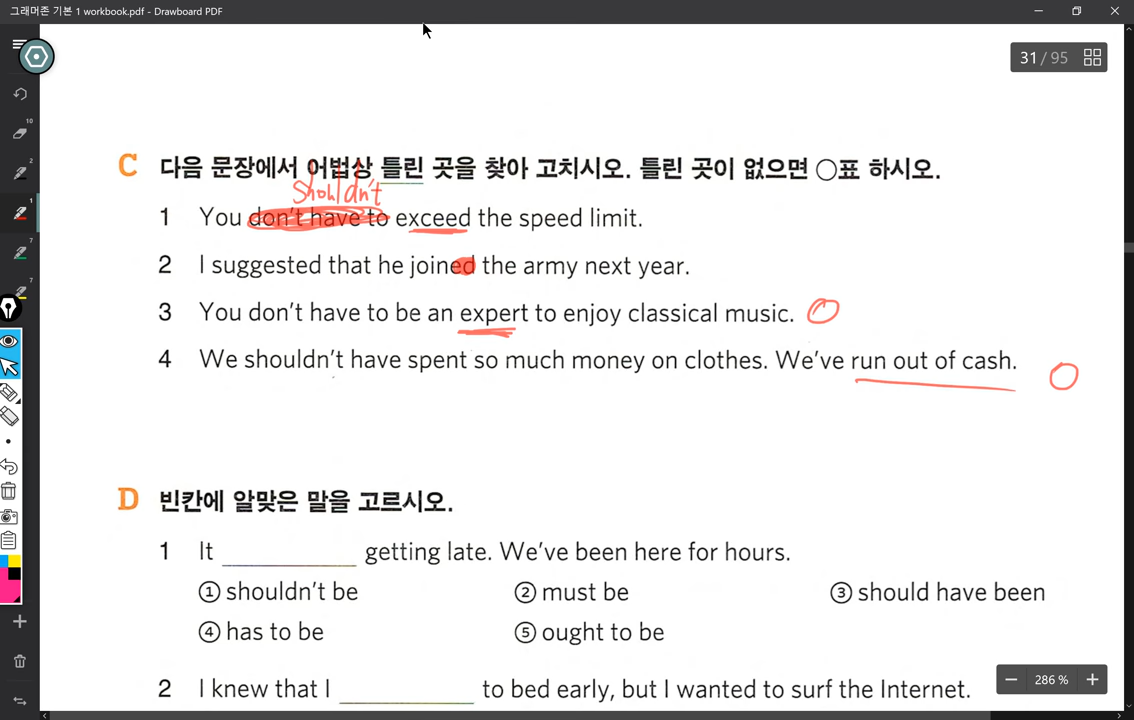 그래머존 기본 1 workbook.pdf - Drawboard PDF
31 / 95
10
2
1
7
7
C 다음 문장에서 어법상 틀린 곳을 찾아 고치시오. 틀린 곳이 없으면 ○표 하시오.
shouldn't
1 You don't have to exceed the speed limit.
2 I suggested that he joined the army next year.
3 You don't have to be an expert to enjoy classical music.
4 We shouldn't have spent so much money on clothes. We've run out of cash.
D 빈칸에 알맞은 말을 고르시오.
1 It ____________ getting late. We've been here for hours.
① shouldn't be ② must be ③ should have been
④ has to be ⑤ ought to be
2 I knew that I ____________ to bed early, but I wanted to surf the Internet.
286 %